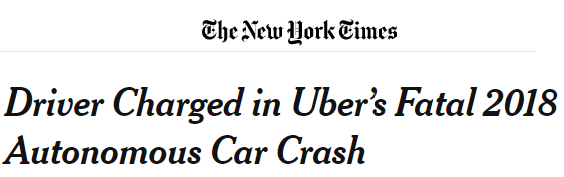 The New York Times
Driver Charged in Uber’s Fatal 2018
Autonomous Car Crash